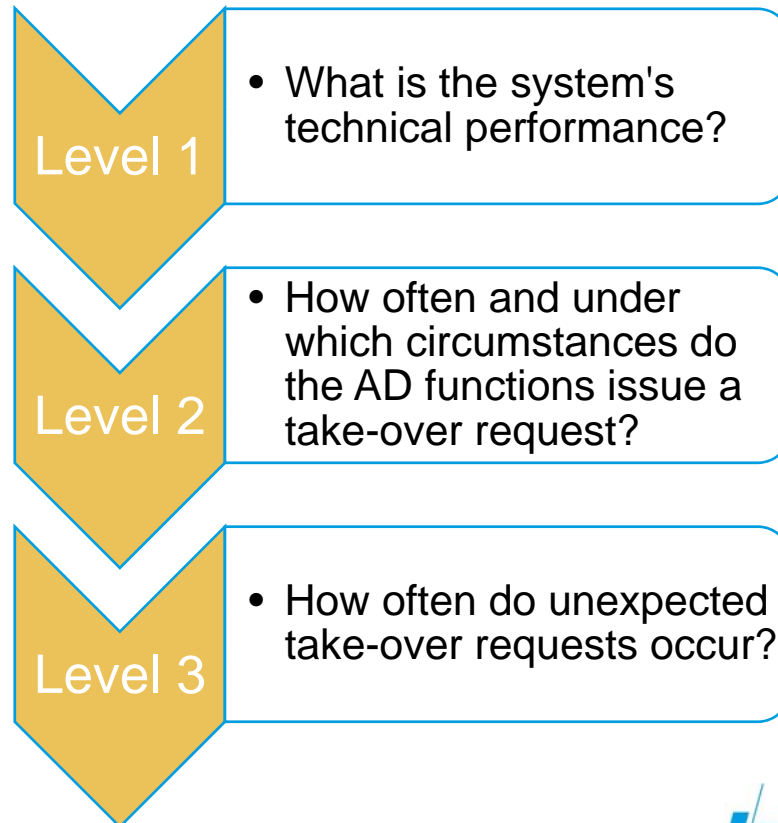 Level 1
• What is the system's
technical performance?
Level 2
• How often and under
which circumstances do
the AD functions issue a
take-over request?
Level 3
• How often do unexpected
take-over requests occur?